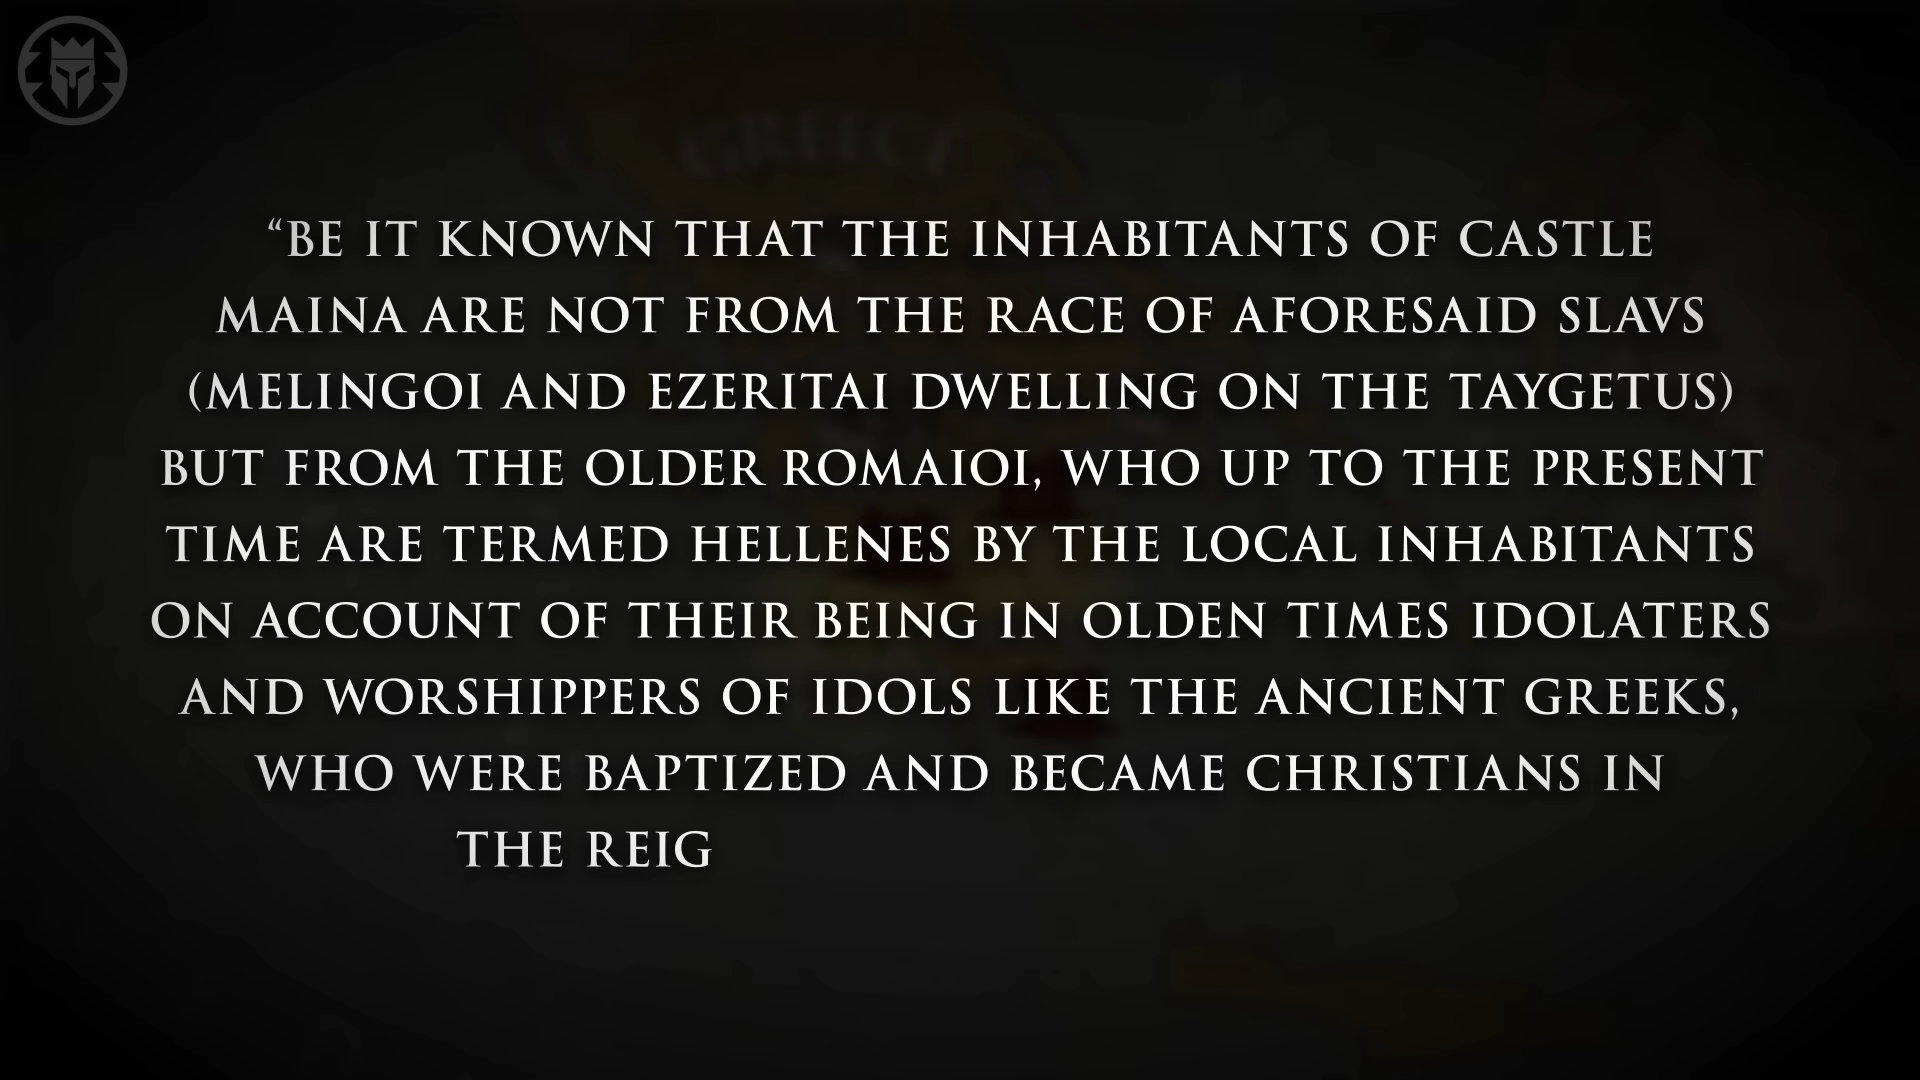 GREECE
“BE IT KNOWN THAT THE INHABITANTS OF CASTLE
MAINA ARE NOT FROM THE RACE OF AFORESAID SLAVS
(MELINGOI AND EZERITAI DWELLING ON THE TAYGETUS)
BUT FROM THE OLDER ROMAIOI, WHO UP TO THE PRESENT
TIME ARE TERMED HELLENES BY THE LOCAL INHABITANTS
ON ACCOUNT OF THEIR BEING IN OLDEN TIMES IDOLATERS
AND WORSHIPPERS OF IDOLS LIKE THE ANCIENT GREEKS,
WHO WERE BAPTIZED AND BECAME CHRISTIANS IN
THE REIG